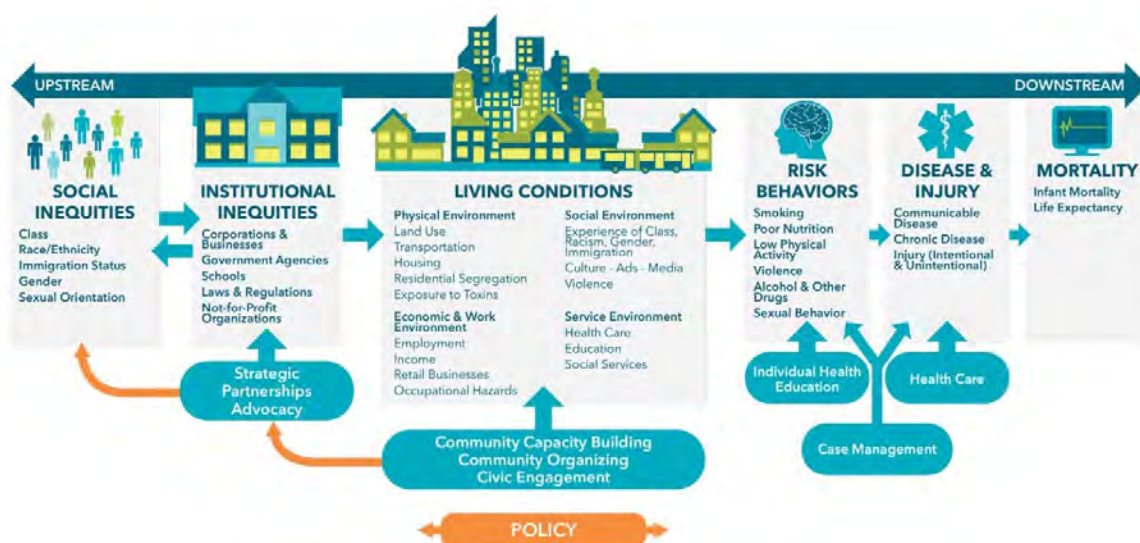 UPSTREAM
DOWNSTREAM
SOCIAL
INEQUITIES
Class
Race/Ethnicity
Immigration Status
Gender
Sexual Orientation
INSTITUTIONAL
INEQUITIES
Corporations &
Businesses
Government Agencies
Schools
Laws & Regulations
Not-for-Profit
Organizations
LIVING CONDITIONS
Physical Environment
Land Use
Transportation
Housing
Residential Segregation
Exposure to Toxins
Economic & Work
Environment
Employment
Income
Retail Businesses
Occupational Hazards
Social Environment
Experience of Class,
Racism, Gender,
Immigration
Culture - Ads - Media
Violence
Service Environment
Health Care
Education
Social Services
RISK
BEHAVIORS
Smoking
Poor Nutrition
Low Physical
Activity
Violence
Alcohol & Other
Drugs
Sexual Behavior
DISEASE &
INJURY
Communicable
Disease
Chronic Disease
Injury (Intentional
& Unintentional)
MORTALITY
Infant Mortality
Life Expectancy
Strategic
Partnerships
Advocacy
Community Capacity Building
Community Organizing
Civic Engagement
Individual Health
Education
Health Care
Case Management
POLICY